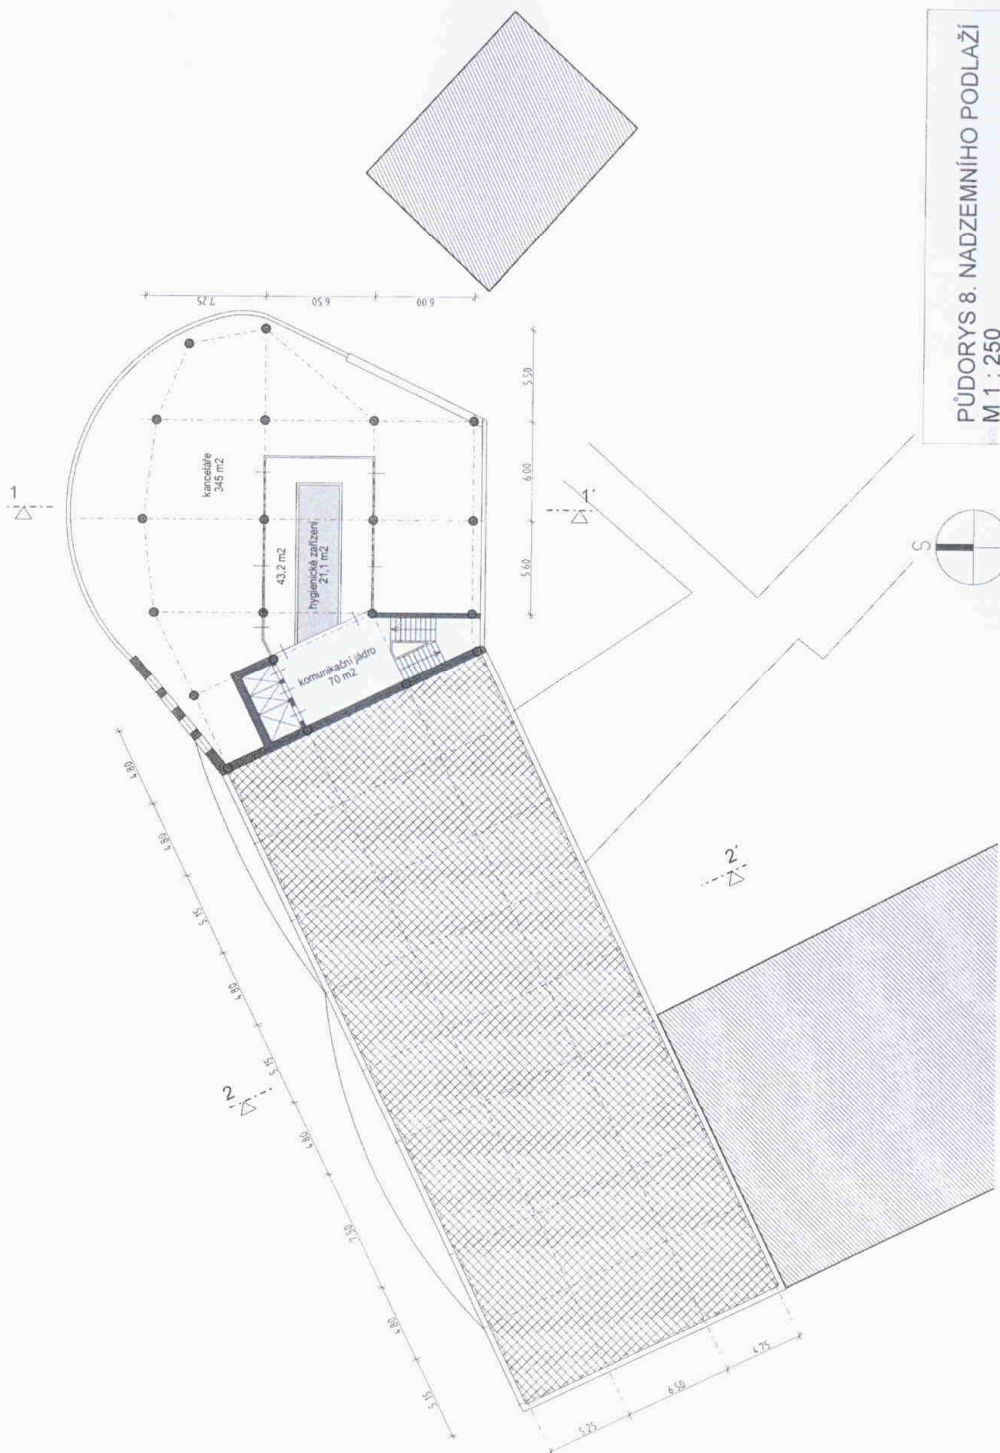 PŮDORYS 8. NADZEMNÍHO PODLAŽÍ
M 1 : 250
S
1
1'
2
2'
kanceláře
345 m2
43,2 m2
hygienické zařízení
21,1 m2
komunikační jádro
70 m2
7.25
6.50
6.00
5.50
6.00
5.60
4.80
4.80
5.15
4.80
5.15
4.80
7.50
4.80
5.15
5.25
6.50
4.75